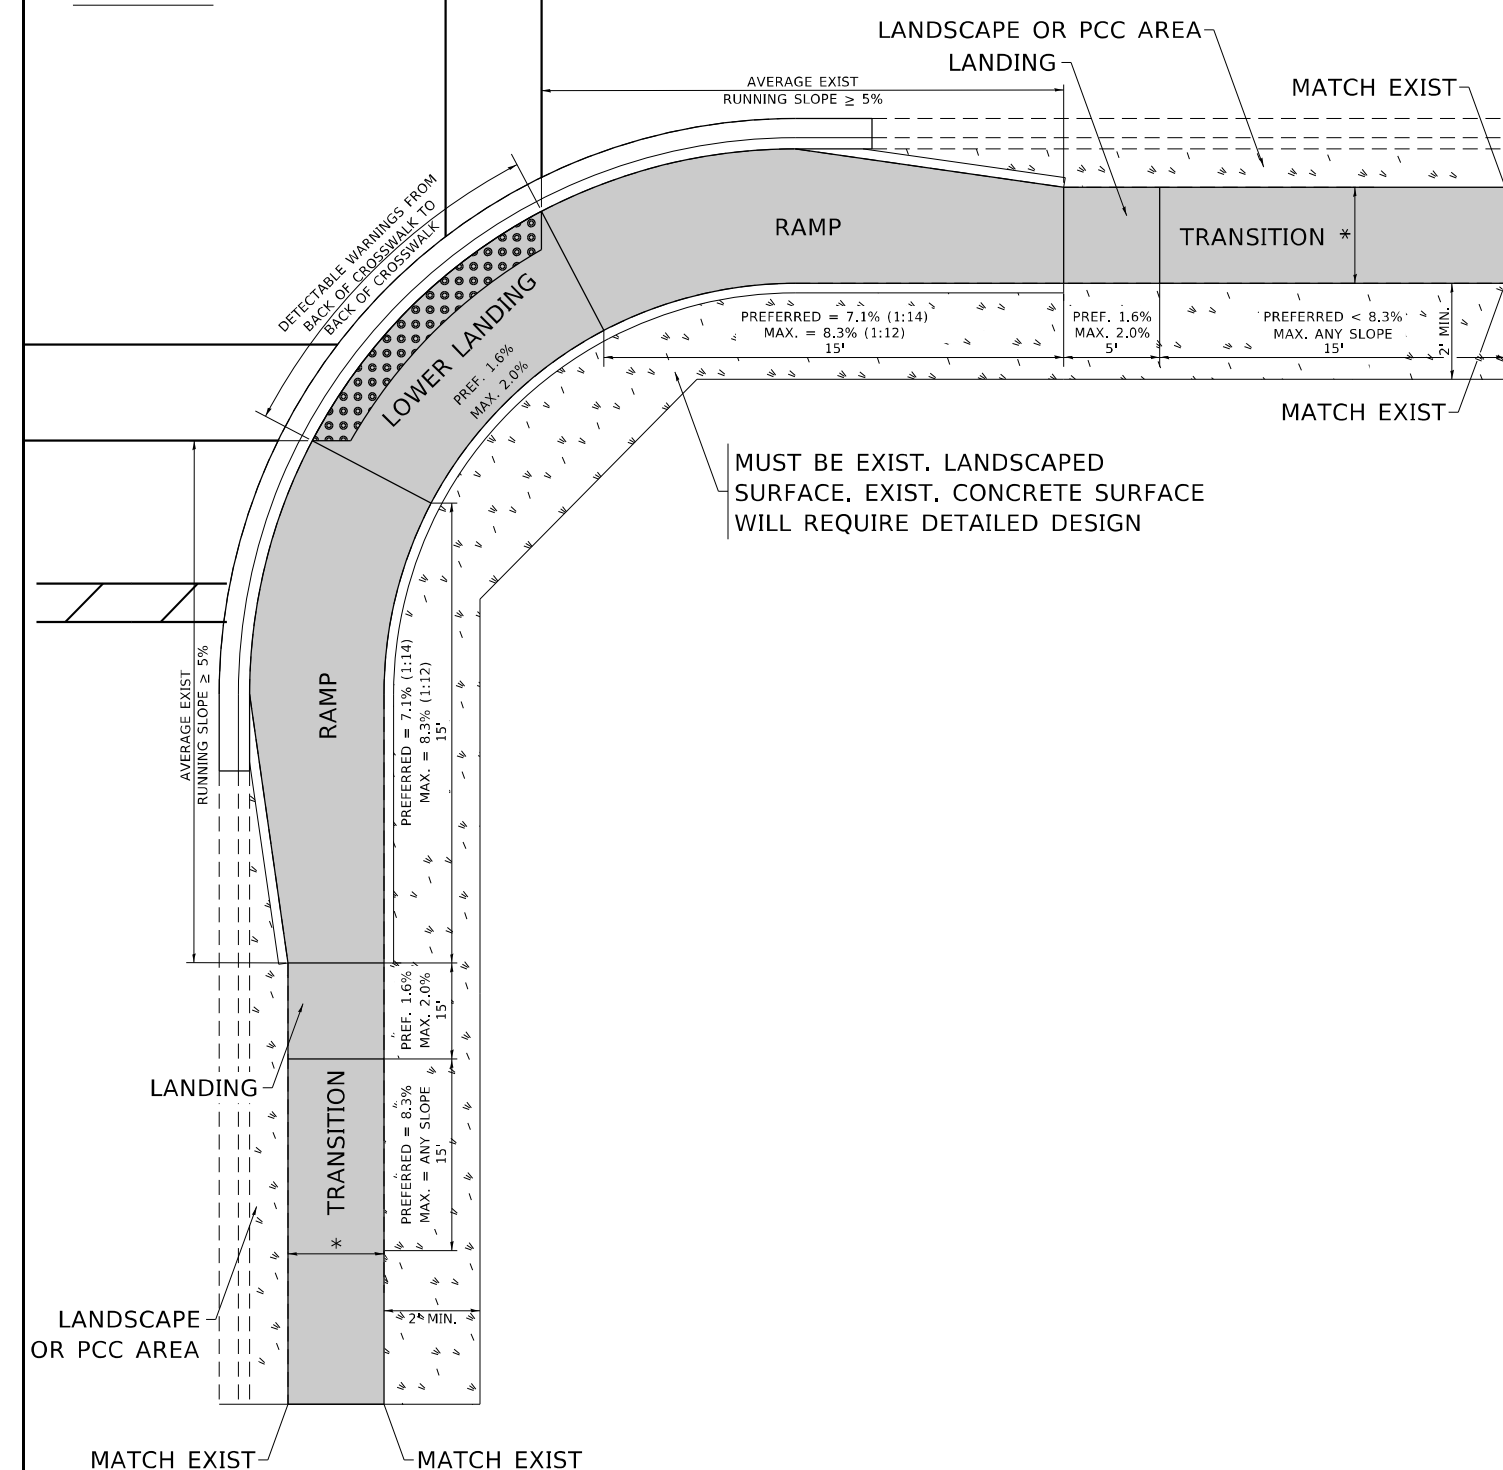 LANDSCAPE OR PCC AREA
LANDING
MATCH EXIST
AVERAGE EXIST
RUNNING SLOPE ≥ 5%
DETECTABLE WARNINGS FROM
BACK OF CROSSWALK TO
BACK OF CROSSWALK
RAMP
TRANSITION *
LOWER LANDING
PREF. 1.6%
MAX. 2.0%
PREFERRED = 7.1% (1:14)
MAX. = 8.3% (1:12)
15'
PREF. 1.6%
MAX. 2.0%
5'
PREFERRED < 8.3%
MAX. ANY SLOPE
15'
2' MIN.
MATCH EXIST
MUST BE EXIST. LANDSCAPED
SURFACE. EXIST. CONCRETE SURFACE
WILL REQUIRE DETAILED DESIGN
AVERAGE EXIST
RUNNING SLOPE ≥ 5%
RAMP
PREFERRED = 7.1% (1:14)
MAX. = 8.3% (1:12)
15'
PREF. 1.6%
MAX. 2.0%
15'
LANDING
* TRANSITION
PREFERRED = 8.3%
MAX. = ANY SLOPE
15'
2' MIN.
LANDSCAPE
OR PCC AREA
MATCH EXIST
MATCH EXIST